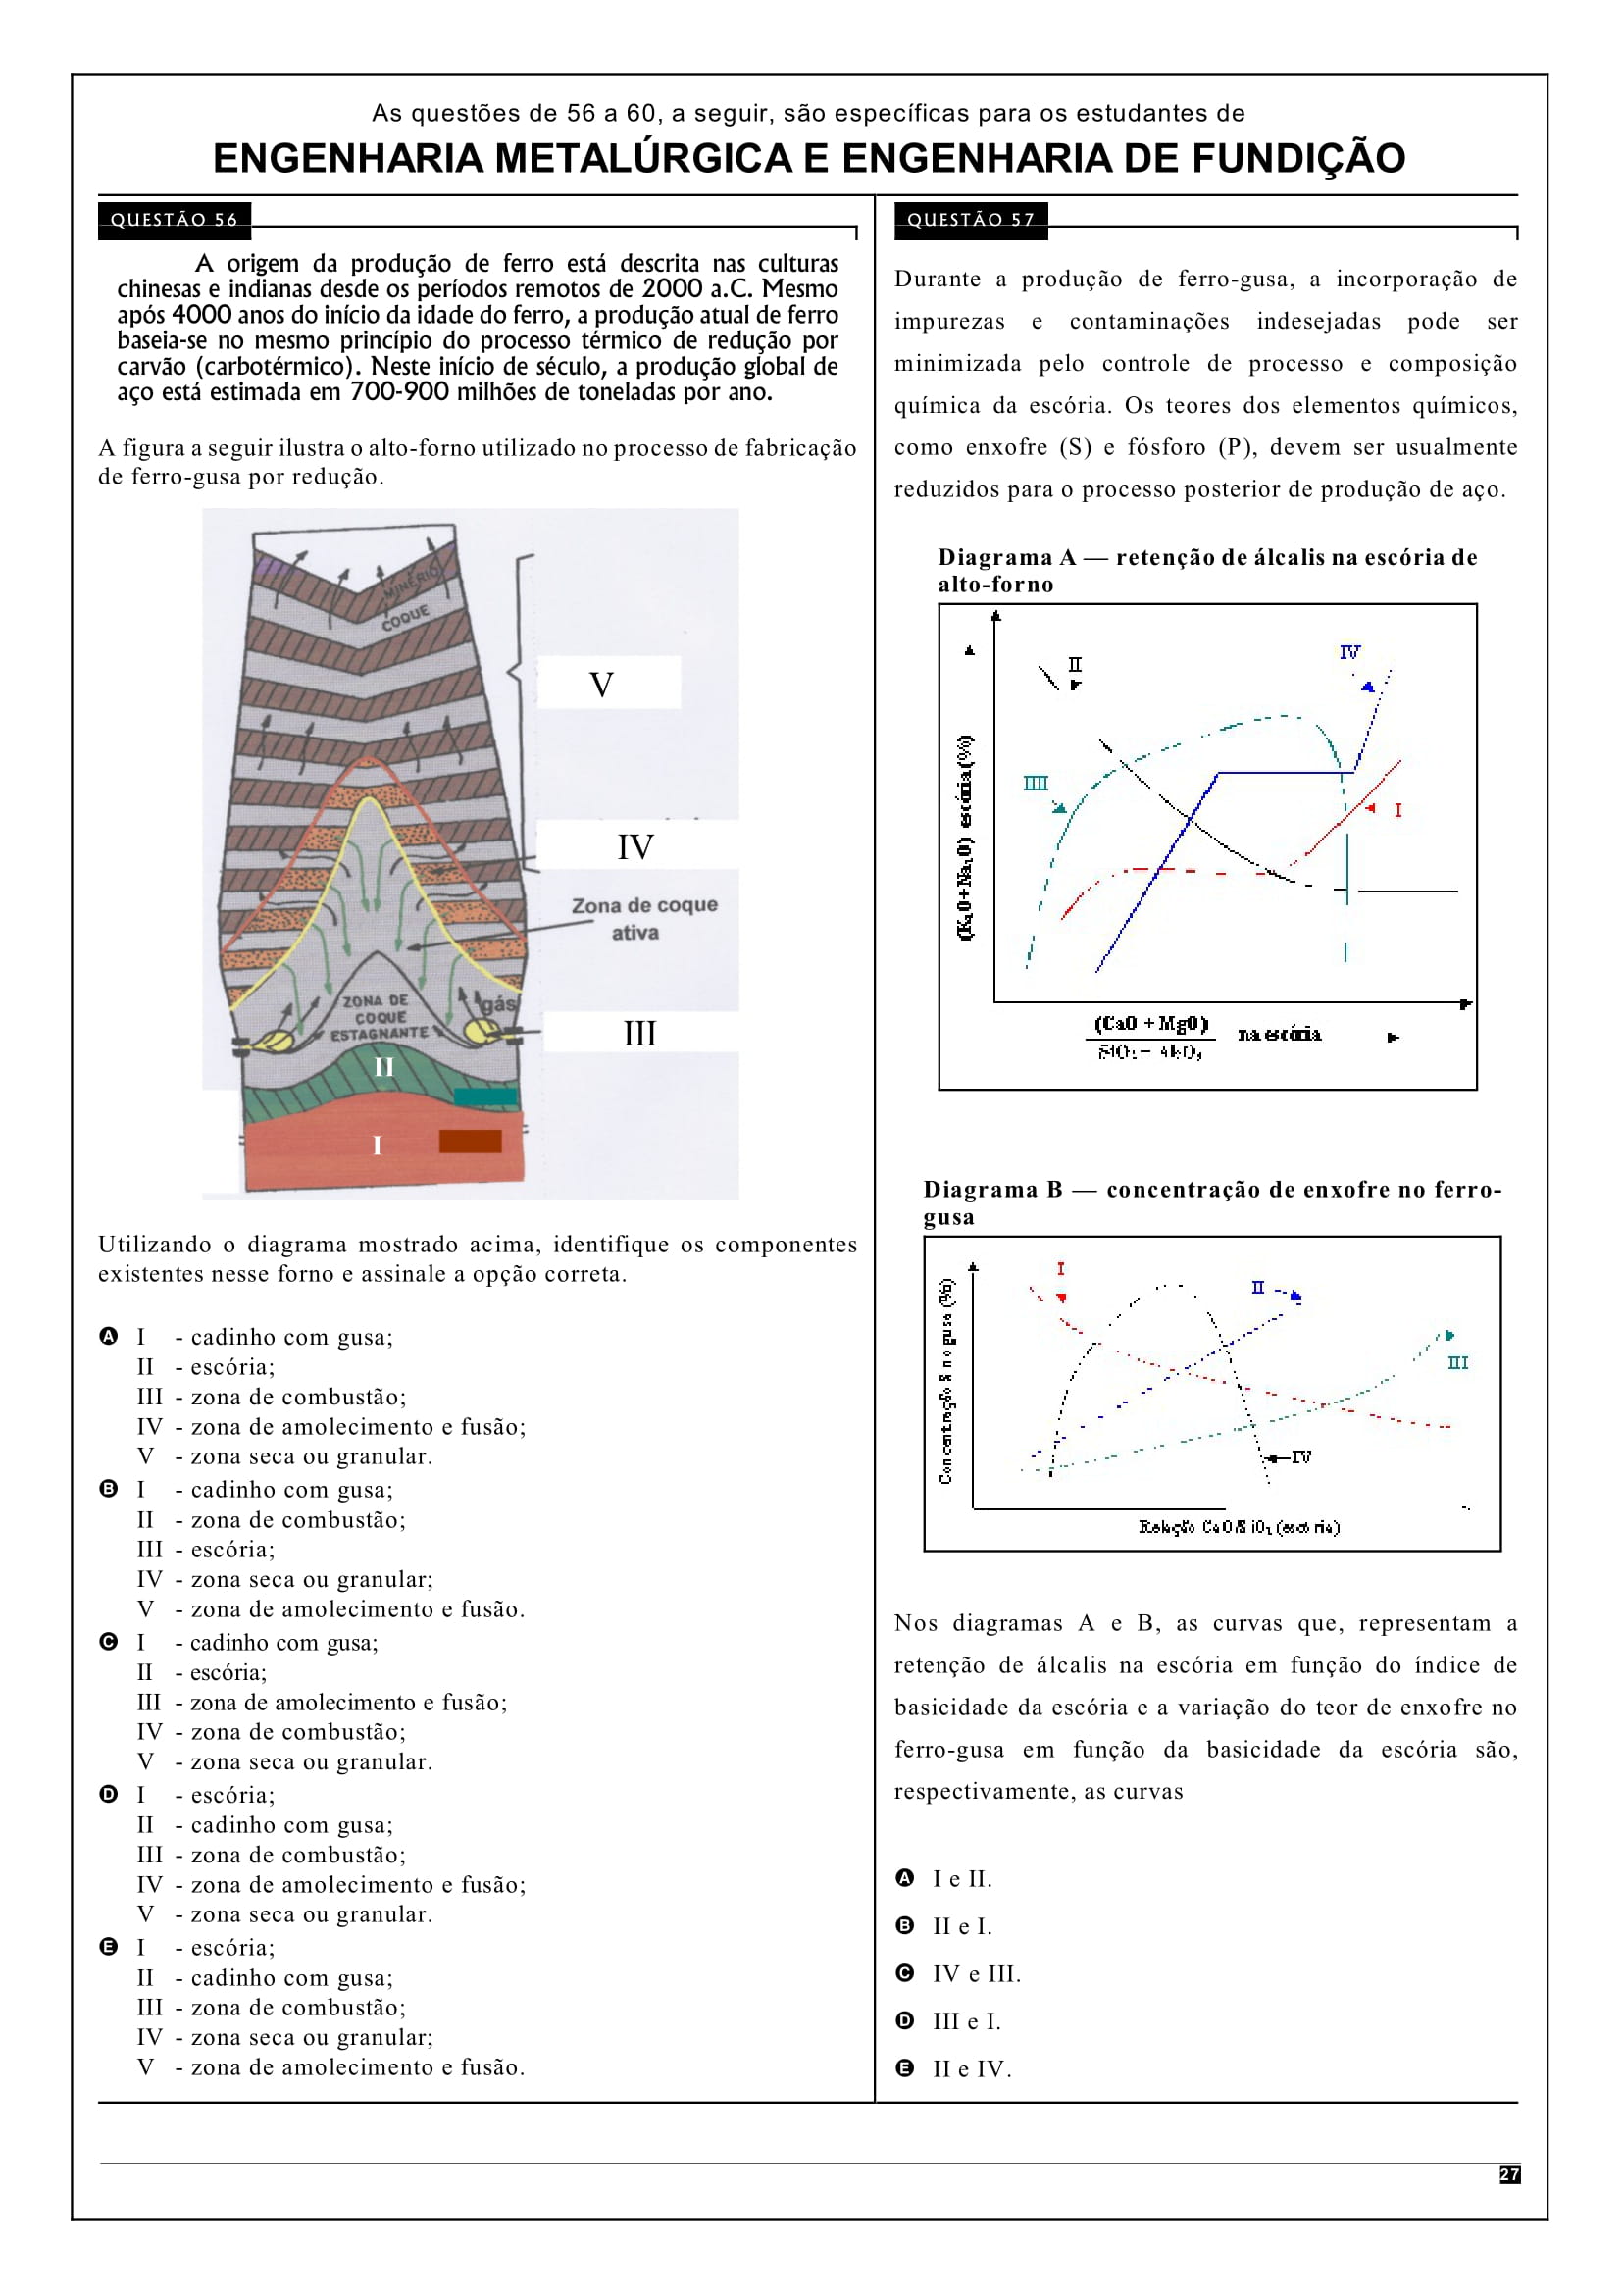 As questões de 56 a 60, a seguir, são específicas para os estudantes de
ENGENHARIA METALÚRGICA E ENGENHARIA DE FUNDIÇÃO
QUESTÃO 56
A origem da produção de ferro está descrita nas culturas
chinesas e indianas desde os períodos remotos de 2000 a.C. Mesmo
após 4000 anos do início da idade do ferro, a produção atual de ferro
baseia-se no mesmo princípio do processo térmico de redução por
carvão (carbotérmico). Neste início de século, a produção global de
aço está estimada em 700-900 milhões de toneladas por ano.
A figura a seguir ilustra o alto-forno utilizado no processo de fabricação
de ferro-gusa por redução.
MINÉRIO
COQUE
V
IV
Zona de coque
ativa
ZONA DE
COQUE
ESTAGNANTE
gás
III
II
I
Utilizando o diagrama mostrado acima, identifique os componentes
existentes nesse forno e assinale a opção correta.
A I - cadinho com gusa;
II - escória;
III - zona de combustão;
IV - zona de amolecimento e fusão;
V - zona seca ou granular.
B I - cadinho com gusa;
II - zona de combustão;
III - escória;
IV - zona seca ou granular;
V - zona de amolecimento e fusão.
C I - cadinho com gusa;
II - escória;
III - zona de amolecimento e fusão;
IV - zona de combustão;
V - zona seca ou granular.
D I - escória;
II - cadinho com gusa;
III - zona de combustão;
IV - zona de amolecimento e fusão;
V - zona seca ou granular.
E I - escória;
II - cadinho com gusa;
III - zona de combustão;
IV - zona seca ou granular;
V - zona de amolecimento e fusão.
QUESTÃO 57
Durante a produção de ferro-gusa, a incorporação de
impurezas e contaminações indesejadas pode ser
minimizada pelo controle de processo e composição
química da escória. Os teores dos elementos químicos,
como enxofre (S) e fósforo (P), devem ser usualmente
reduzidos para o processo posterior de produção de aço.
Diagrama A — retenção de álcalis na escória de
alto-forno
II
IV
III
I
(K₂O+Na₂O) escória (%)
(CaO + MgO)
na escória
Diagrama B — concentração de enxofre no ferro-
gusa
I
II
III
IV
Concentração S no gusa (%)
Relação CaO/SiO₂ (escória)
Nos diagramas A e B, as curvas que, representam a
retenção de álcalis na escória em função do índice de
basicidade da escória e a variação do teor de enxofre no
ferro-gusa em função da basicidade da escória são,
respectivamente, as curvas
A I e II.
B II e I.
C IV e III.
D III e I.
E II e IV.
27